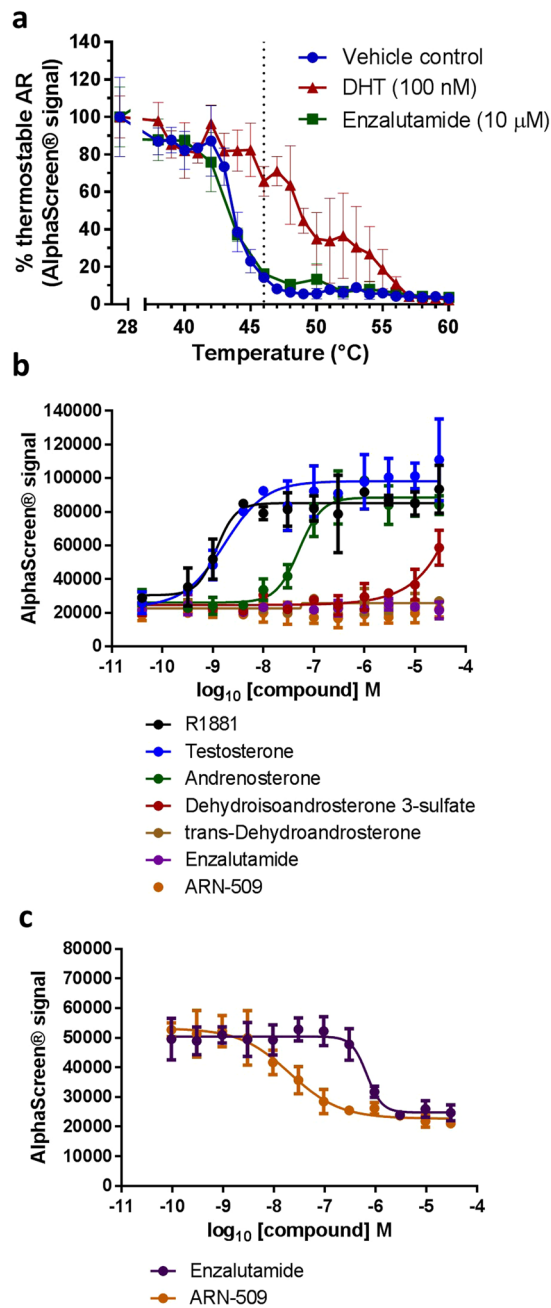 a
% thermostable AR
(AlphaScreen® signal)
140
120
100
80
60
40
20
0
28
40
45
50
55
60
Temperature (°C)
Vehicle control
DHT (100 nM)
Enzalutamide (10 μM)
b
AlphaScreen® signal
140000
120000
100000
80000
60000
40000
20000
0
-11
-10
-9
-8
-7
-6
-5
-4
log10 [compound] M
R1881
Testosterone
Andrenosterone
Dehydroisoandrosterone 3-sulfate
trans-Dehydroandrosterone
Enzalutamide
ARN-509
c
AlphaScreen® signal
80000
70000
60000
50000
40000
30000
20000
10000
0
-11
-10
-9
-8
-7
-6
-5
-4
log10 [compound] M
Enzalutamide
ARN-509